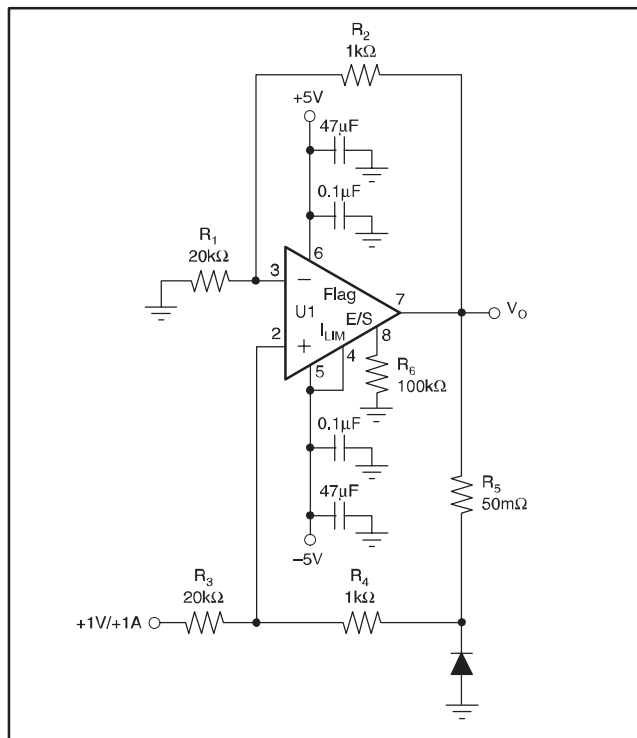 R2
1kΩ
+5V
47µF
0.1µF
R1
20kΩ
6
3
–
Flag
7
VO
U1
E/S
2
+
ILIM
8
4
5
R6
100kΩ
0.1µF
R5
50mΩ
47µF
–5V
R3
20kΩ
R4
1kΩ
+1V/+1A